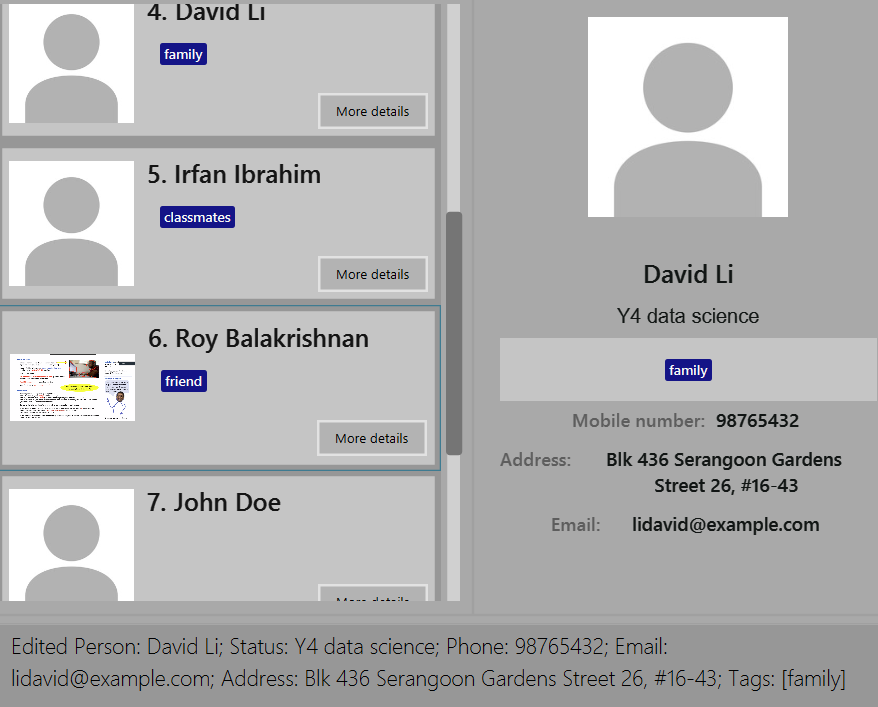 4. David Li
family
More details
5. Irfan Ibrahim
classmates
More details
6. Roy Balakrishnan
friend
More details
7. John Doe
More details
David Li
Y4 data science
family
Mobile number: 98765432
Address: Blk 436 Serangoon Gardens
Street 26, #16-43
Email: lidavid@example.com
Edited Person: David Li; Status: Y4 data science; Phone: 98765432; Email:
lidavid@example.com; Address: Blk 436 Serangoon Gardens Street 26, #16-43; Tags: [family]